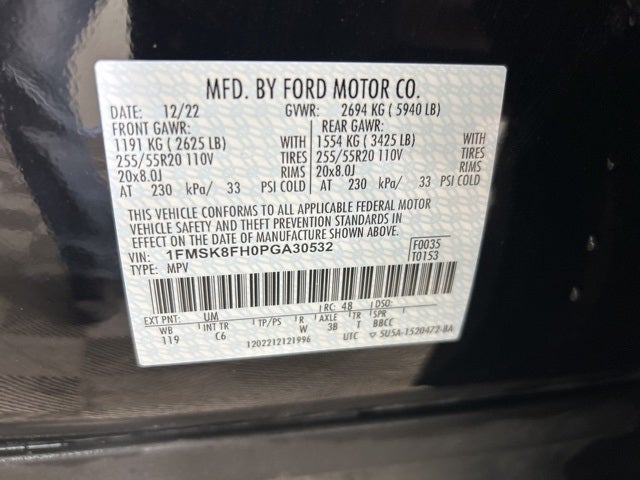 MFD. BY FORD MOTOR CO.
DATE: 12/22 GVWR: 2694 KG ( 5940 LB)
FRONT GAWR: REAR GAWR:
1191 KG ( 2625 LB) WITH 1554 KG ( 3425 LB) WITH
255/55R20 110V TIRES 255/55R20 110V TIRES
20x8.0J RIMS 20x8.0J RIMS
AT 230 kPa/ 33 PSI COLD AT 230 kPa/ 33 PSI COLD
THIS VEHICLE CONFORMS TO ALL APPLICABLE FEDERAL MOTOR
VEHICLE SAFETY AND THEFT PREVENTION STANDARDS IN
EFFECT ON THE DATE OF MANUFACTURE SHOWN ABOVE.
VIN: 1FMSK8FH0PGA30532 F0035
TYPE: MPV T0153
EXT PNT: UM RC: 48 DSO:
WB INT TR TP/PS R AXLE TR SPR
119 C6 W 3B T BBCC
1202212121996 UTC ▽ 5U5A-1520472-BA